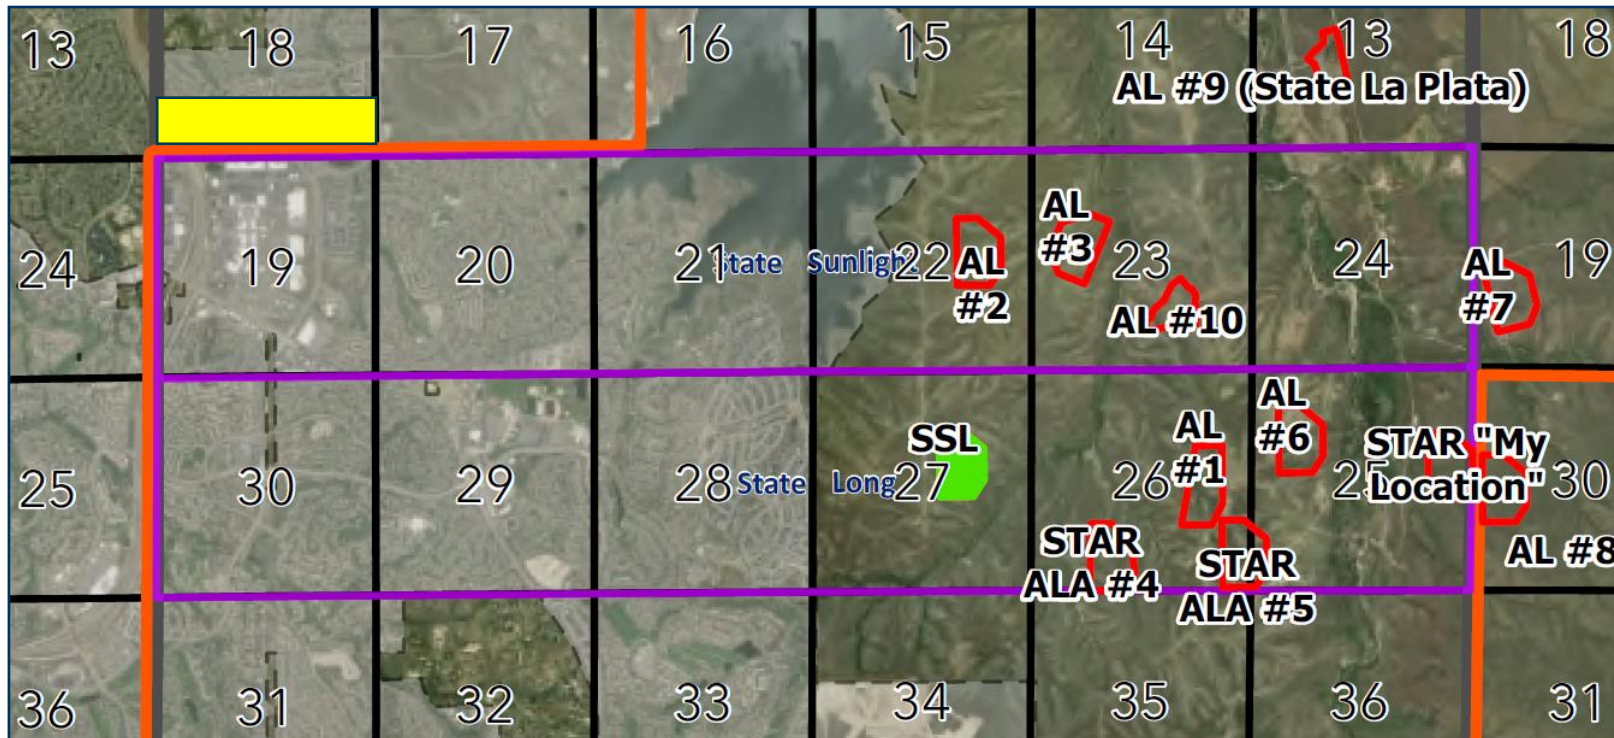 13 18 17 16 15 14 13 18
AL #9 (State La Plata)
24 19 20 21 State Sunlight 22 AL
#2
AL
#3 23
AL #10
24
AL
#7
19
25 30 29 28 State Long 27 SSL
26 AL
#1
AL
#6
25 STAR "My
Location" 30
STAR
ALA #4
STAR
ALA #5
AL #8
36 31 32 33 34 35 36 31